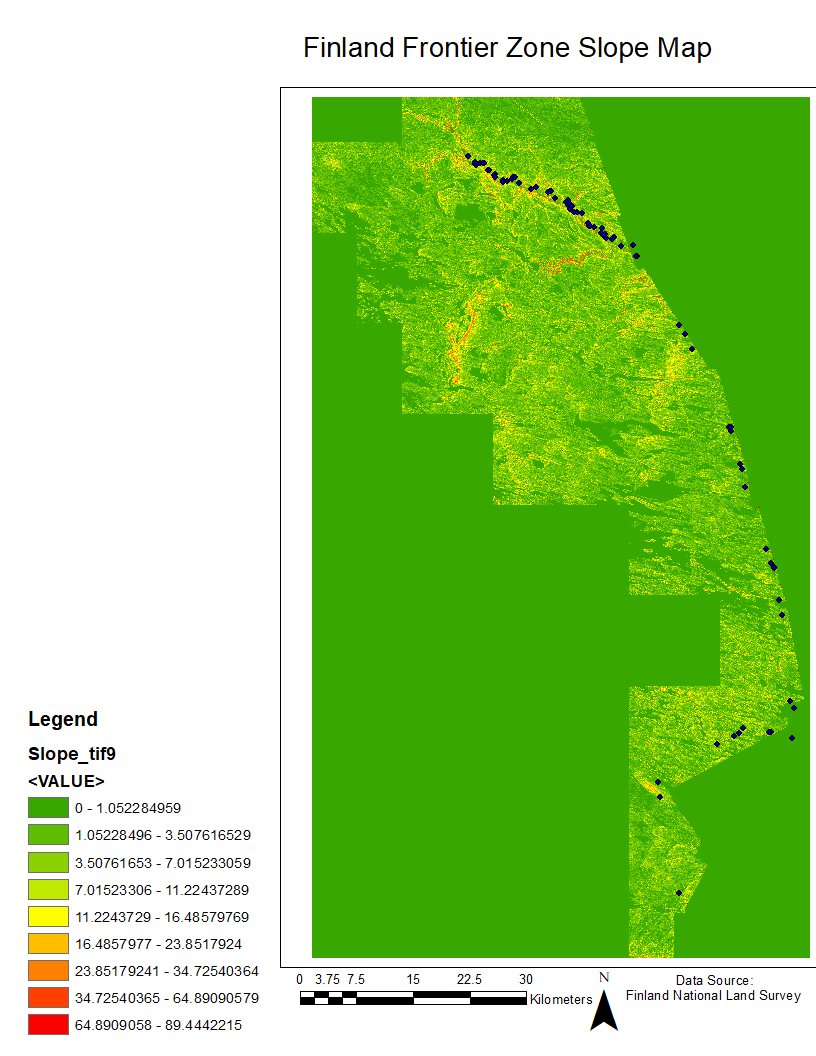 Finland Frontier Zone Slope Map
Legend
Slope_tif9
<VALUE>
0 - 1.052284959
1.05228496 - 3.507616529
3.50761653 - 7.015233059
7.01523306 - 11.22437289
11.2243729 - 16.48579769
16.4857977 - 23.8517924
23.85179241 - 34.72540364
34.72540365 - 64.89090579
64.8909058 - 89.4442215
0 3.75 7.5 15 22.5 30
Kilometers
N
Data Source:
Finland National Land Survey